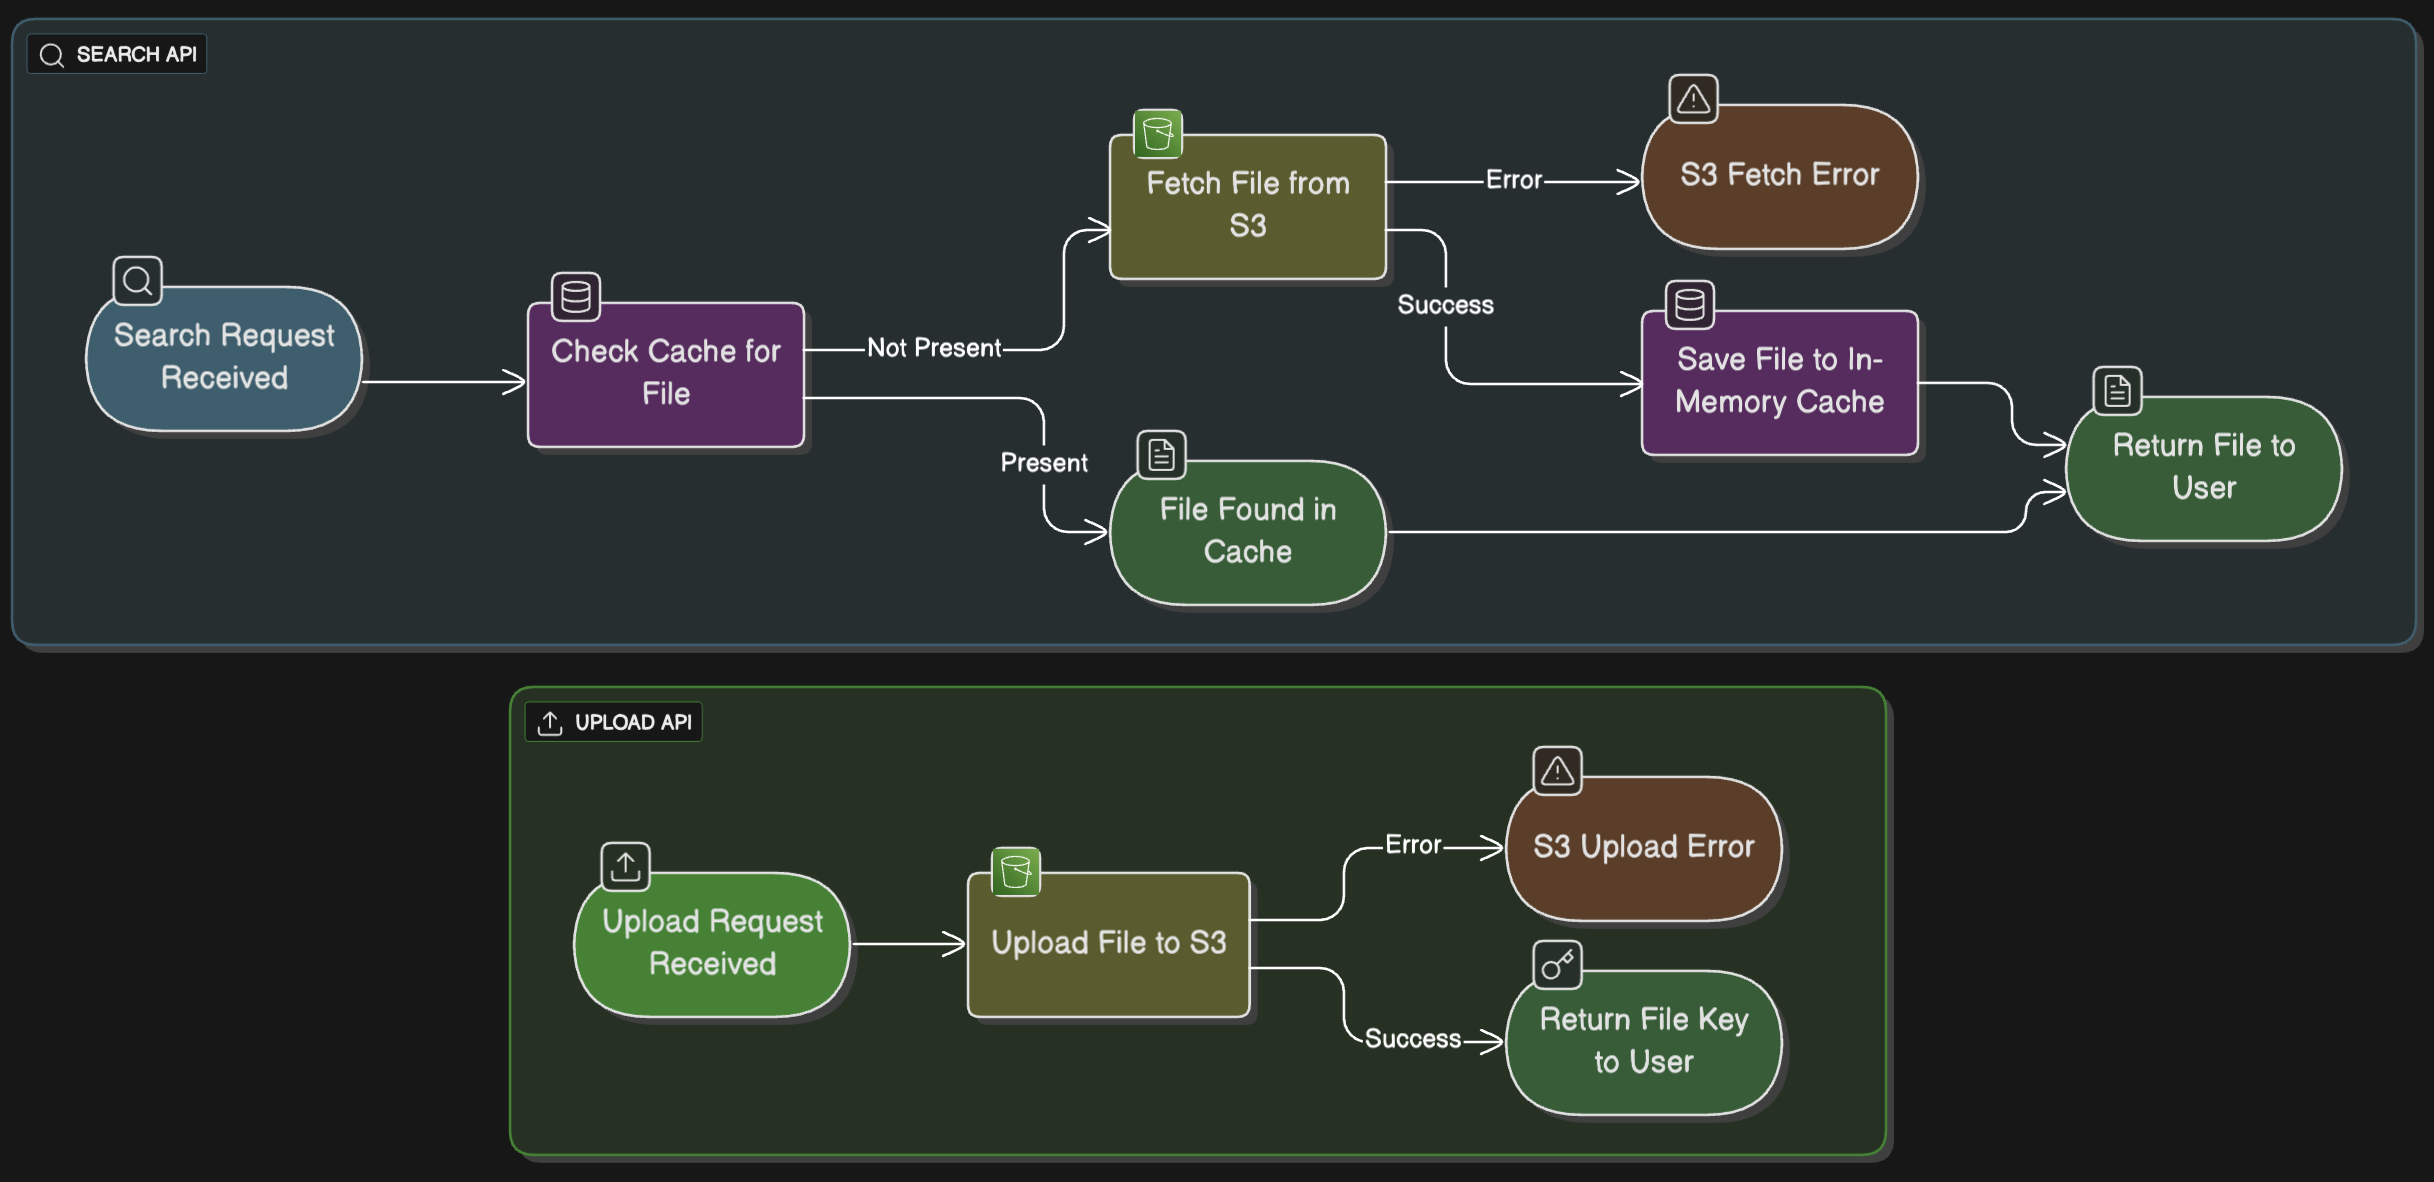 SEARCH API
Search Request
Received
Check Cache for
File
Not Present
Present
Fetch File from
S3
File Found in
Cache
Error
Success
S3 Fetch Error
Save File to In-
Memory Cache
Return File to
User
UPLOAD API
Upload Request
Received
Upload File to S3
Error
Success
S3 Upload Error
Return File Key
to User